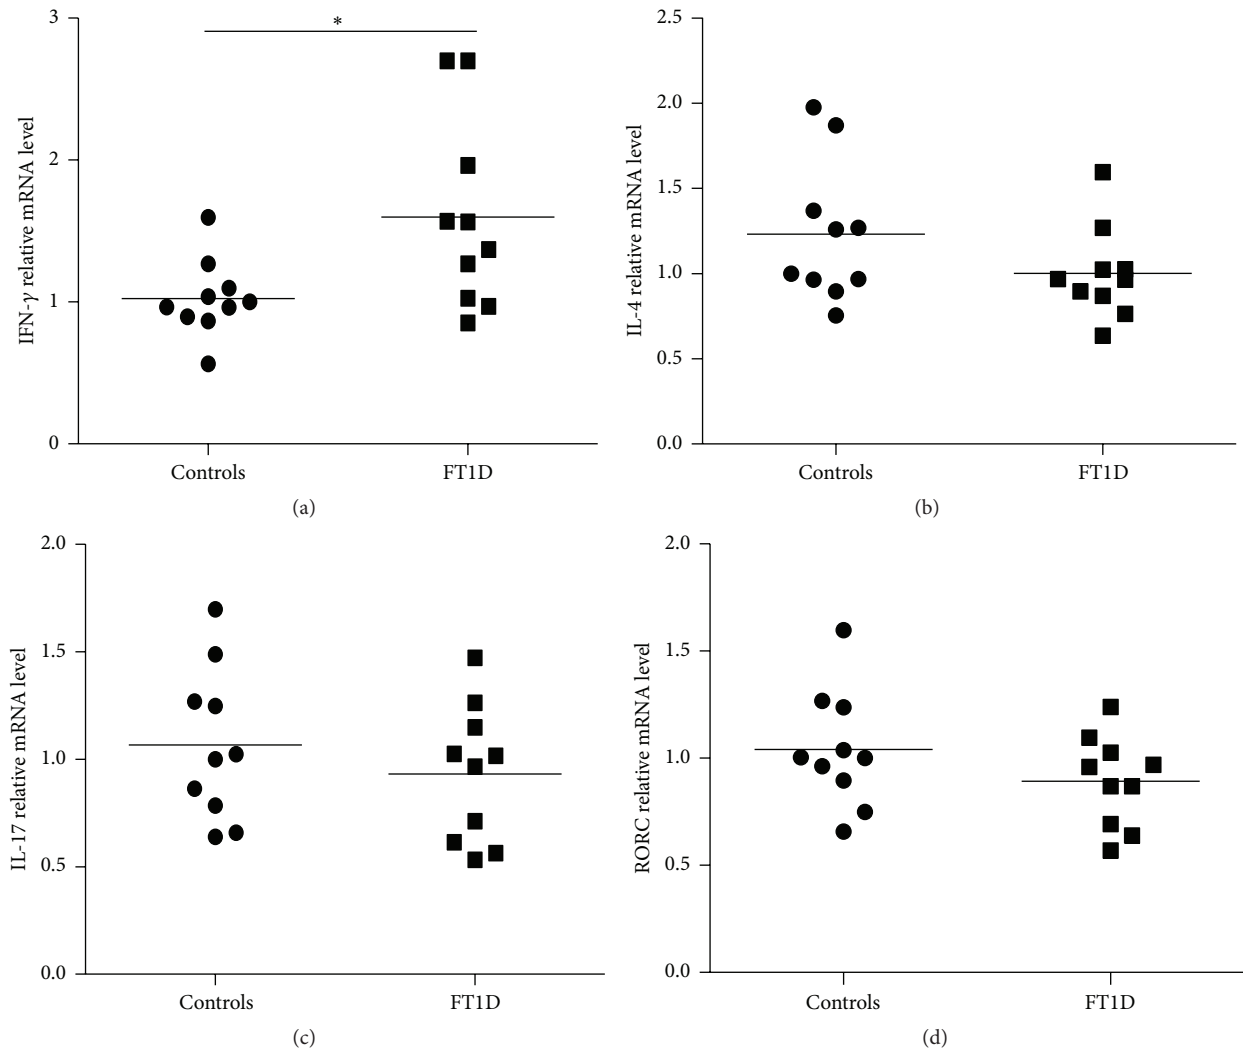 *
3
2
1
0
IFN-γ relative mRNA level
Controls
FT1D
(a)
2.5
2.0
1.5
1.0
0.5
0.0
IL-4 relative mRNA level
Controls
FT1D
(b)
2.0
1.5
1.0
0.5
0.0
IL-17 relative mRNA level
Controls
FT1D
(c)
2.0
1.5
1.0
0.5
0.0
RORC relative mRNA level
Controls
FT1D
(d)